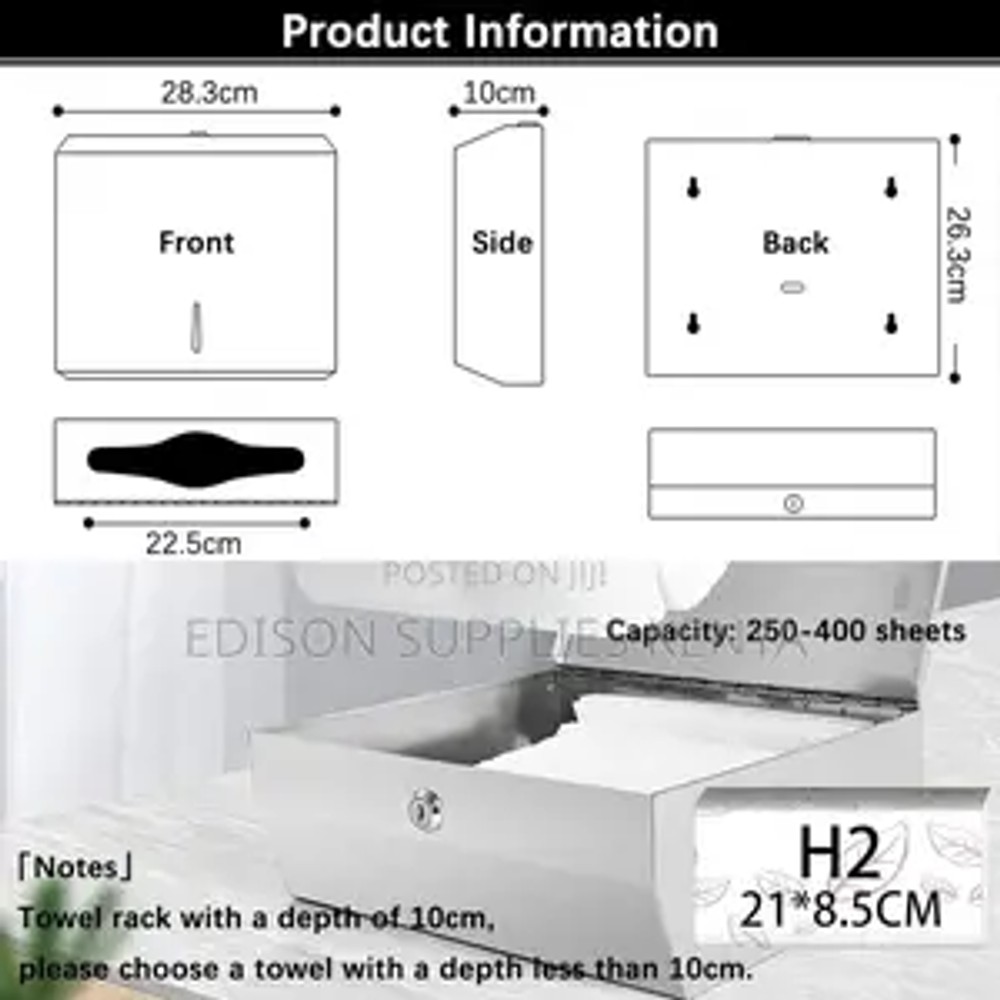 Product Information
28.3cm
10cm
Front
Side
Back
26.3cm
22.5cm
POSTED ON JIJI
EDISON SUPPLIES KENYA
Capacity: 250-400 sheets
H2
21*8.5CM
「Notes」
Towel rack with a depth of 10cm,
please choose a towel with a depth less than 10cm.